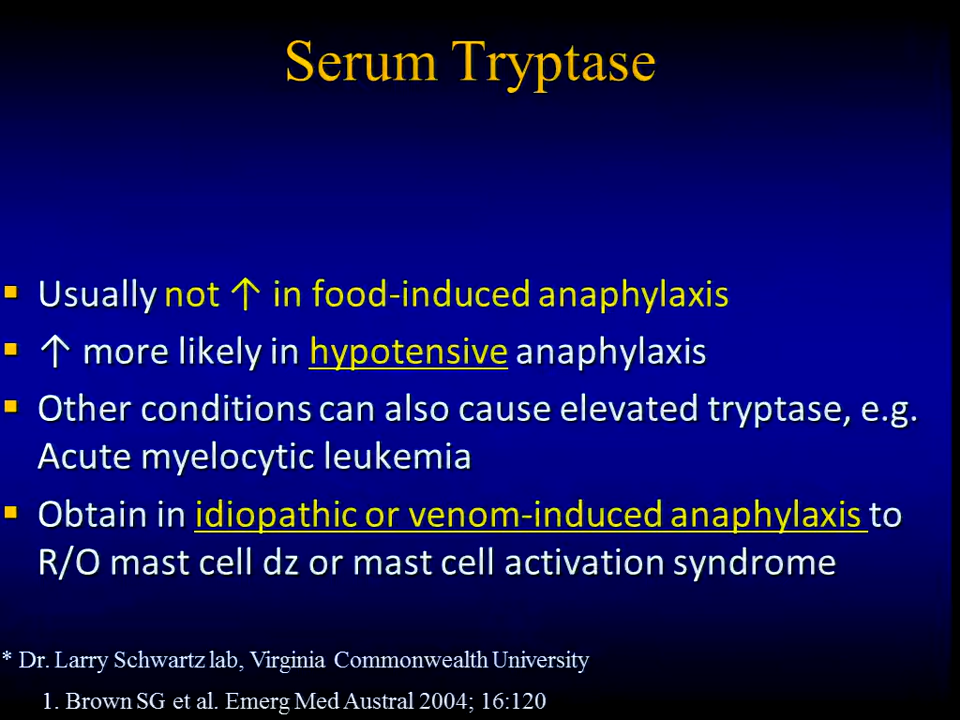 Serum Tryptase
▪ Usually not ↑ in food-induced anaphylaxis
▪ ↑ more likely in hypotensive anaphylaxis
▪ Other conditions can also cause elevated tryptase, e.g.
Acute myelocytic leukemia
▪ Obtain in idiopathic or venom-induced anaphylaxis to
R/O mast cell dz or mast cell activation syndrome
* Dr. Larry Schwartz lab, Virginia Commonwealth University
1. Brown SG et al. Emerg Med Austral 2004; 16:120